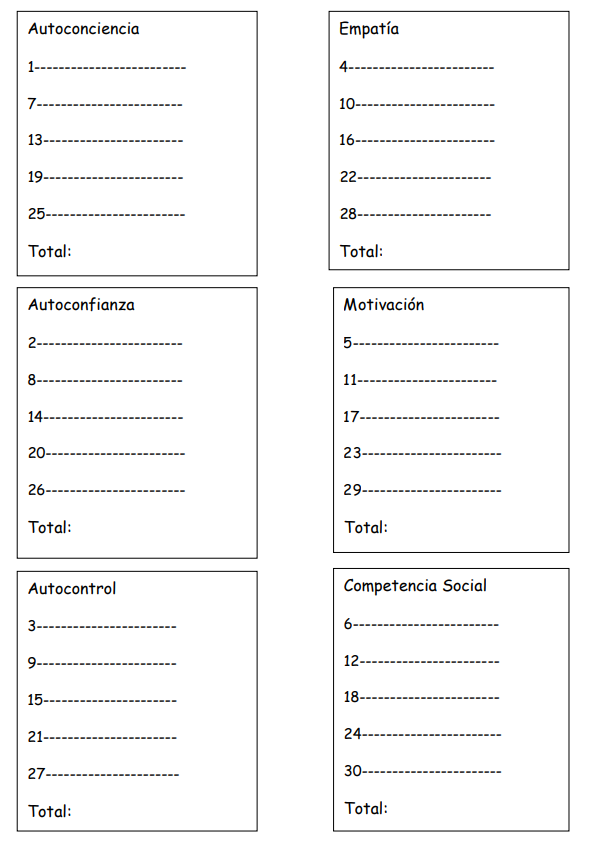 Autoconciencia
1-------------------------
7------------------------
13-----------------------
19-----------------------
25-----------------------
Total:
Empatía
4------------------------
10-----------------------
16-----------------------
22----------------------
28----------------------
Total:
Autoconfianza
2------------------------
8------------------------
14-----------------------
20-----------------------
26-----------------------
Total:
Motivación
5------------------------
11-----------------------
17-----------------------
23-----------------------
29-----------------------
Total:
Autocontrol
3-----------------------
9-----------------------
15----------------------
21----------------------
27----------------------
Total:
Competencia Social
6------------------------
12-----------------------
18-----------------------
24-----------------------
30-----------------------
Total: